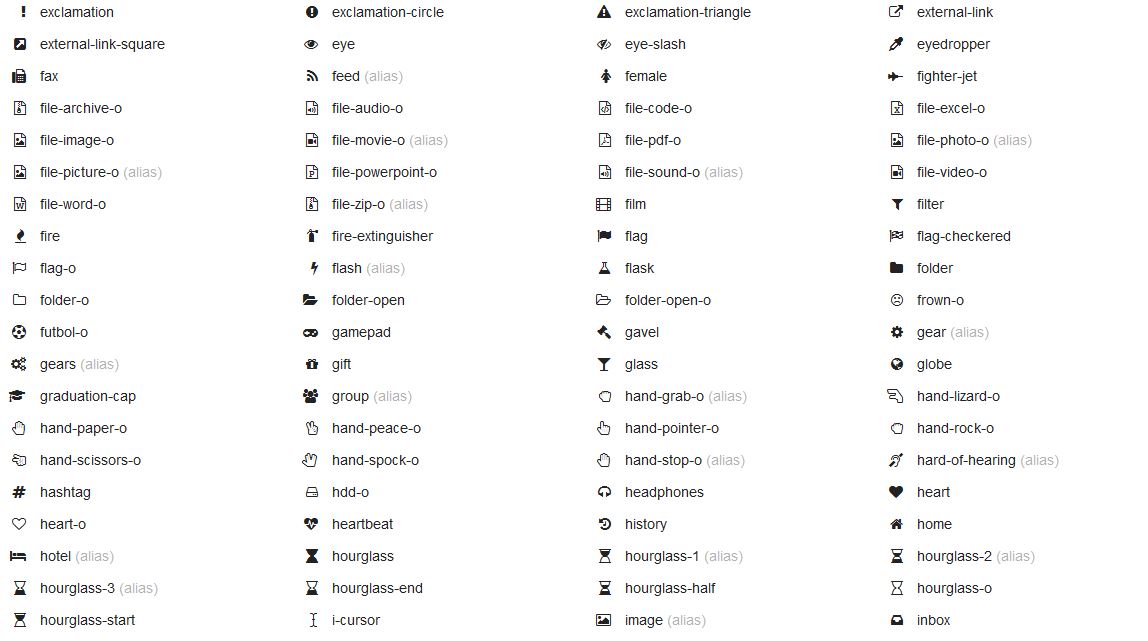 exclamation exclamation-circle exclamation-triangle external-link
external-link-square eye eye-slash eyedropper
fax feed (alias) female fighter-jet
file-archive-o file-audio-o file-code-o file-excel-o
file-image-o file-movie-o (alias) file-pdf-o file-photo-o (alias)
file-picture-o (alias) file-powerpoint-o file-sound-o (alias) file-video-o
file-word-o file-zip-o (alias) film filter
fire fire-extinguisher flag flag-checkered
flag-o flash (alias) flask folder
folder-o folder-open folder-open-o frown-o
futbol-o gamepad gavel gear (alias)
gears (alias) gift glass globe
graduation-cap group (alias) hand-grab-o (alias) hand-lizard-o
hand-paper-o hand-peace-o hand-pointer-o hand-rock-o
hand-scissors-o hand-spock-o hand-stop-o (alias) hard-of-hearing (alias)
hashtag hdd-o headphones heart
heart-o heartbeat history home
hotel (alias) hourglass hourglass-1 (alias) hourglass-2 (alias)
hourglass-3 (alias) hourglass-end hourglass-half hourglass-o
hourglass-start i-cursor image (alias) inbox